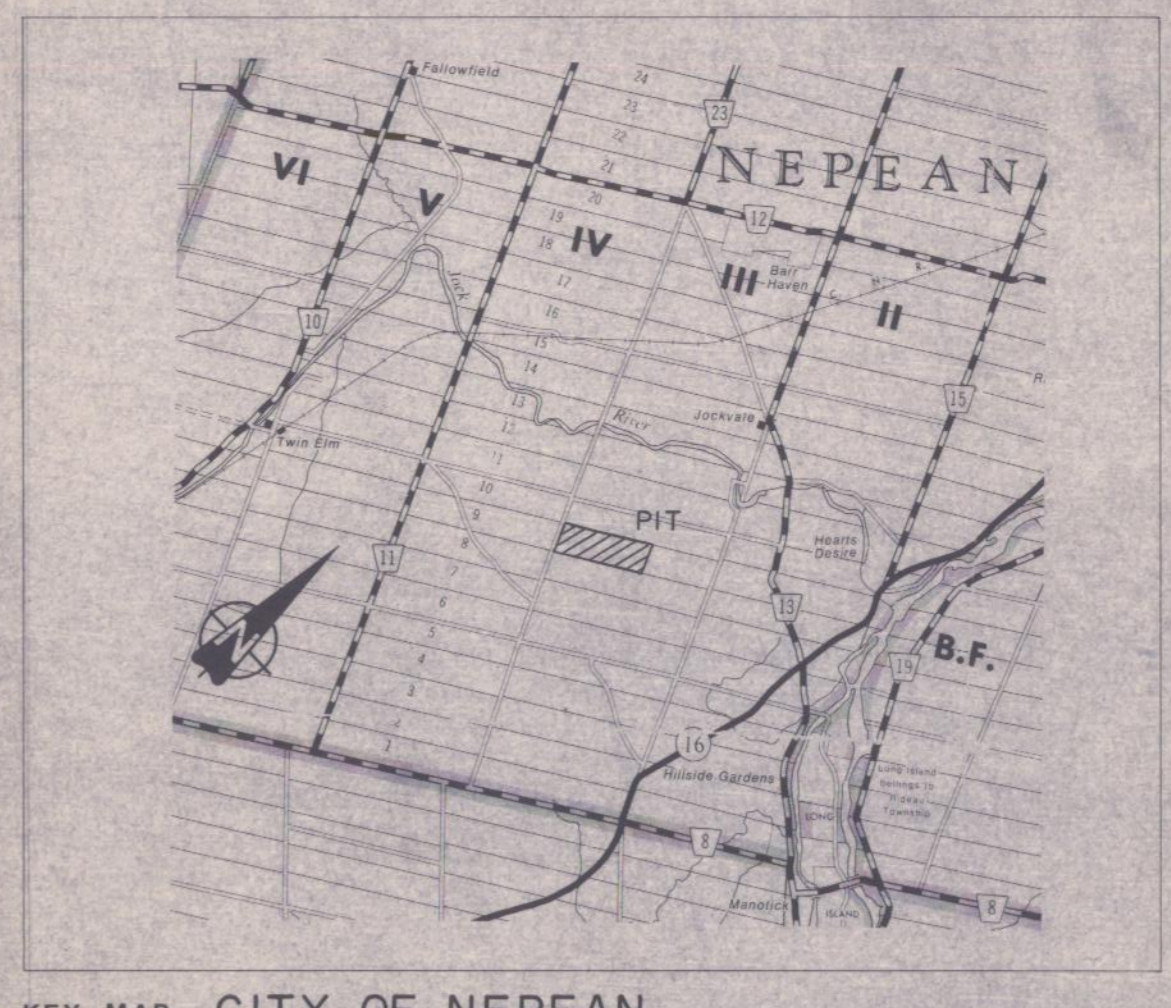 Fallowfield
24
23
23
22
21
NEPEAN
VI
V
20
19
12
18
IV
III
Barr
Haven
C. N. R.
17
II
Jock
16
10
15
14
R.
13
15
River
Jockvale
12
Twin Elm
11
10
9
PIT
8
Hearts
Desire
11
7
6
13
5
B.F.
4
19
3
2
1
16
Hillside Gardens
Long Island
belongs to
Rideau
Township
LONG
8
Manotick
ISLAND
8
KEY MAP CITY OF NEPEAN